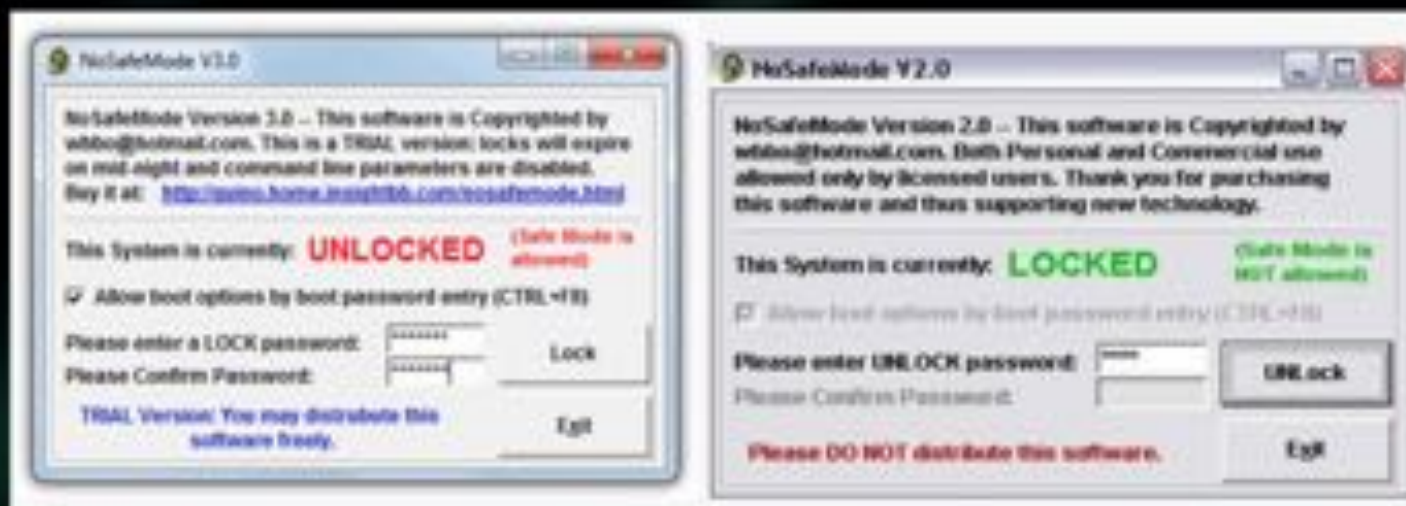 NoSafeMode V3.0
NoSafeMode Version 3.0 -- This software is Copyrighted by
whbo@hotmail.com. This is a TRIAL version: locks will expire
on mid-night and command line parameters are disabled.
Buy it at:
This System is currently: UNLOCKED (Safe Mode is
allowed)
Allow boot options by boot password entry (CTRL+F8)
Please enter a LOCK password: *******
Please Confirm Password: *******
Lock
TRIAL Version: You may distrubute this
software freely.
Exit
NoSafeMode V2.0
NoSafeMode Version 2.0 -- This software is Copyrighted by
Both Personal and Commercial use
allowed only by licensed users. Thank you for purchasing
this software and thus supporting new technology.
This System is currently: LOCKED (Safe Mode is
NOT allowed)
Allow boot options by boot password entry (CTRL+F8)
Please enter UNLOCK password: ****
Please Confirm Password:
UNLock
Please DO NOT distribute this software.
Exit